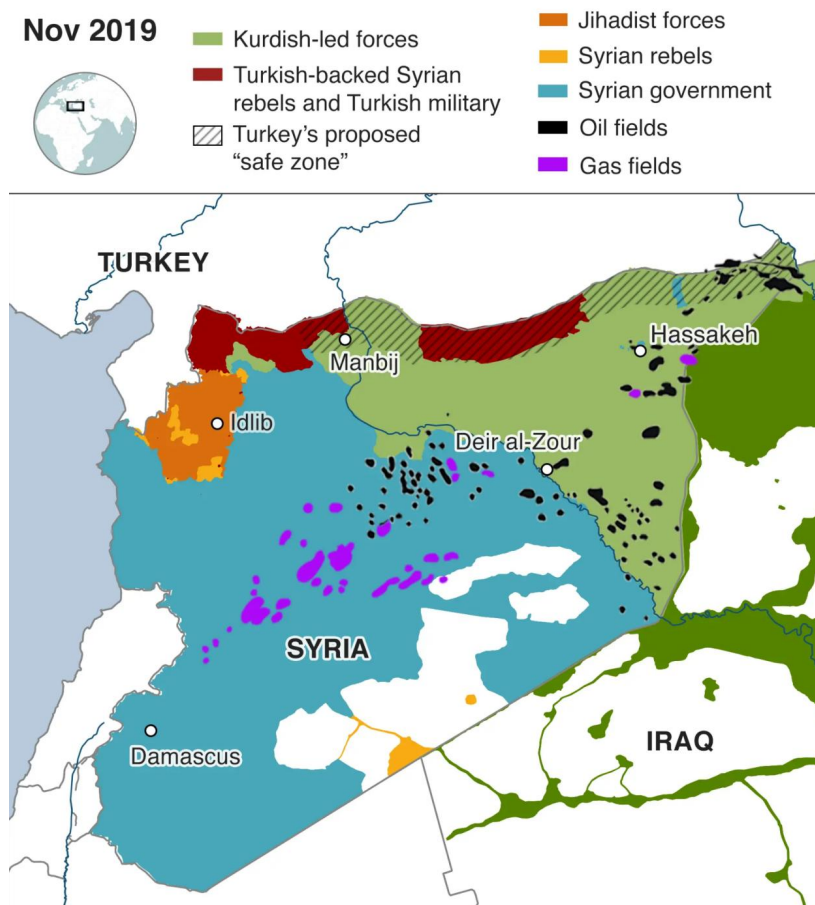 Nov 2019
Kurdish-led forces
Turkish-backed Syrian
rebels and Turkish military
Turkey’s proposed
“safe zone”
Jihadist forces
Syrian rebels
Syrian government
Oil fields
Gas fields
TURKEY
Hassakeh
Manbij
Idlib
Deir al-Zour
SYRIA
IRAQ
Damascus